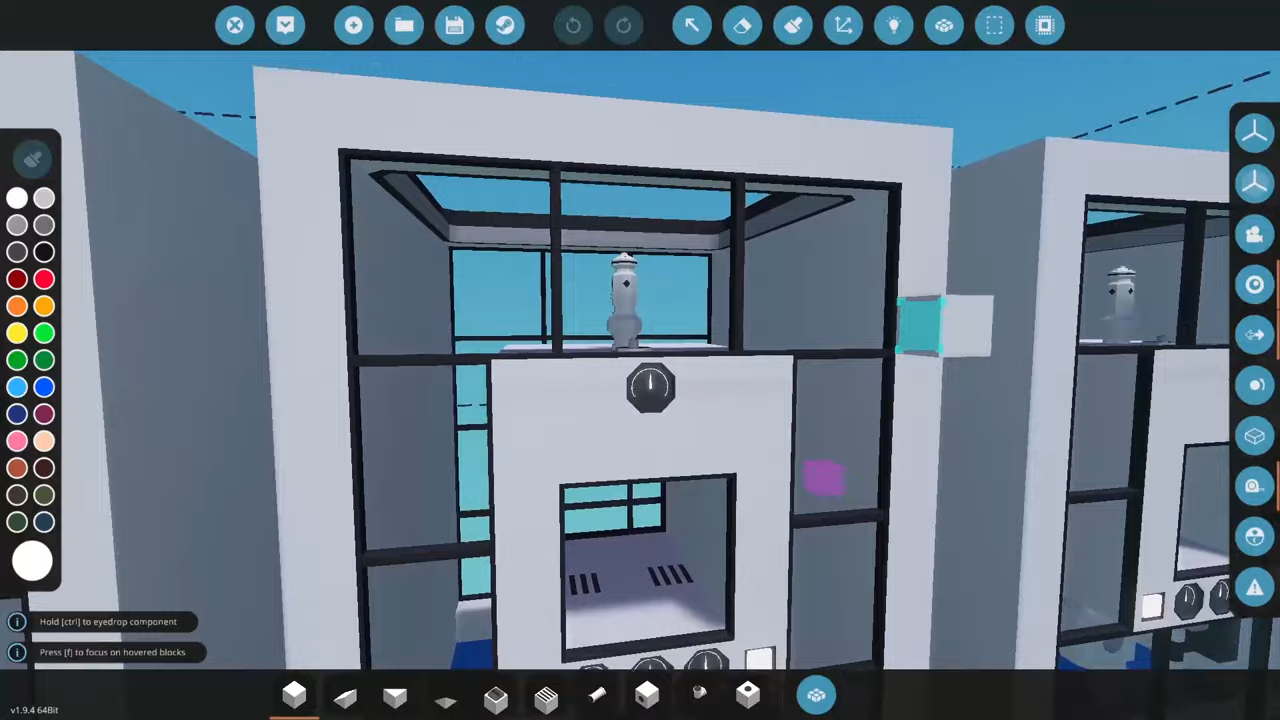 Hold [ctrl] to eyedrop component
Press [f] to focus on hovered blocks
v1.9.4 64Bit